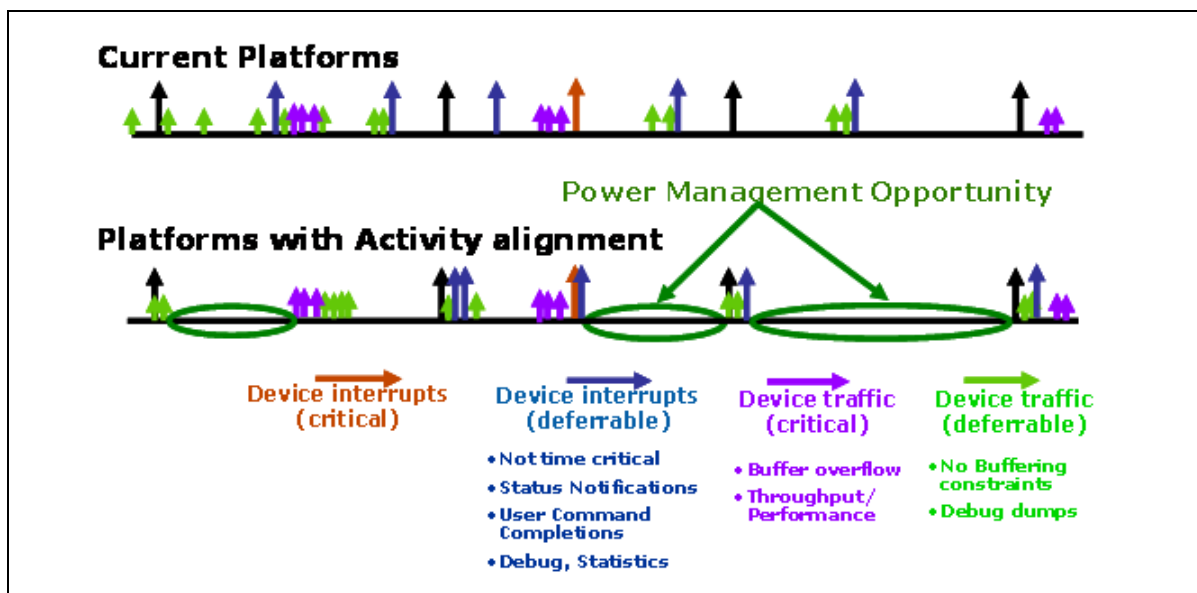 Current Platforms
Power Management Opportunity
Platforms with Activity alignment
Device interrupts
(critical)
Device interrupts
(deferrable)
• Not time critical
• Status Notifications
• User Command
Completions
• Debug, Statistics
Device traffic
(critical)
• Buffer overflow
• Throughput/
Performance
Device traffic
(deferrable)
• No Buffering
constraints
• Debug dumps